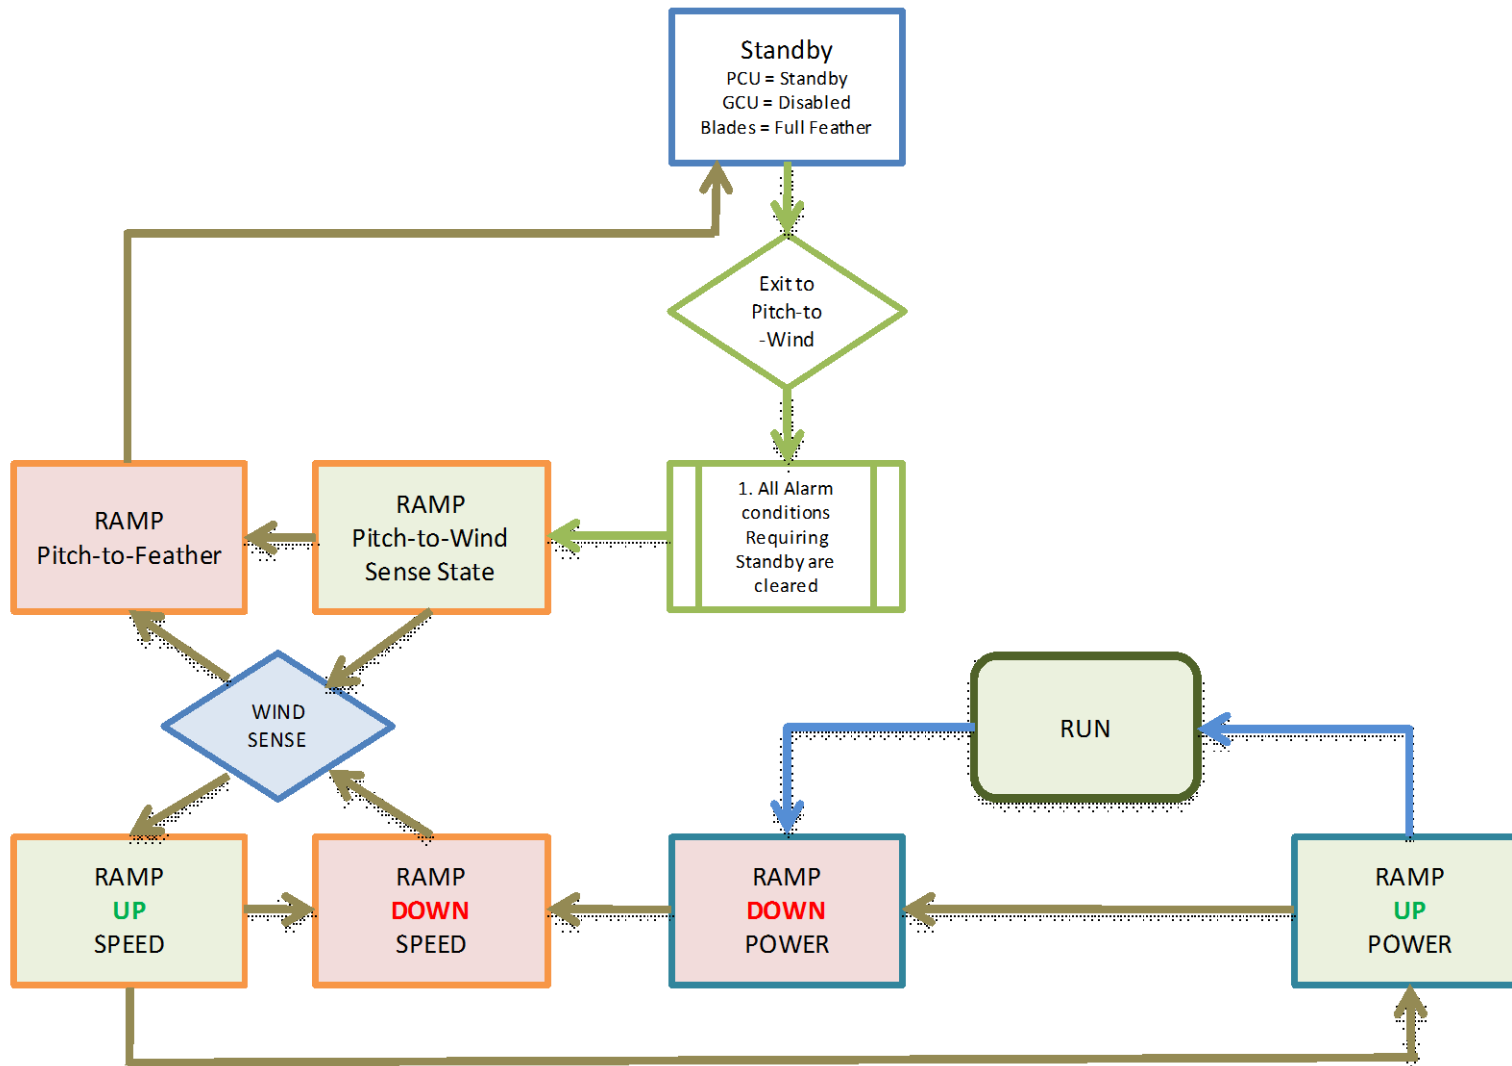 Standby
PCU = Standby
GCU = Disabled
Blades = Full Feather
Exit to
Pitch-to
-Wind
RAMP
Pitch-to-Feather
RAMP
Pitch-to-Wind
Sense State
1. All Alarm
conditions
Requiring
Standby are
cleared
WIND
SENSE
RUN
RAMP
UP
SPEED
RAMP
DOWN
SPEED
RAMP
DOWN
POWER
RAMP
UP
POWER